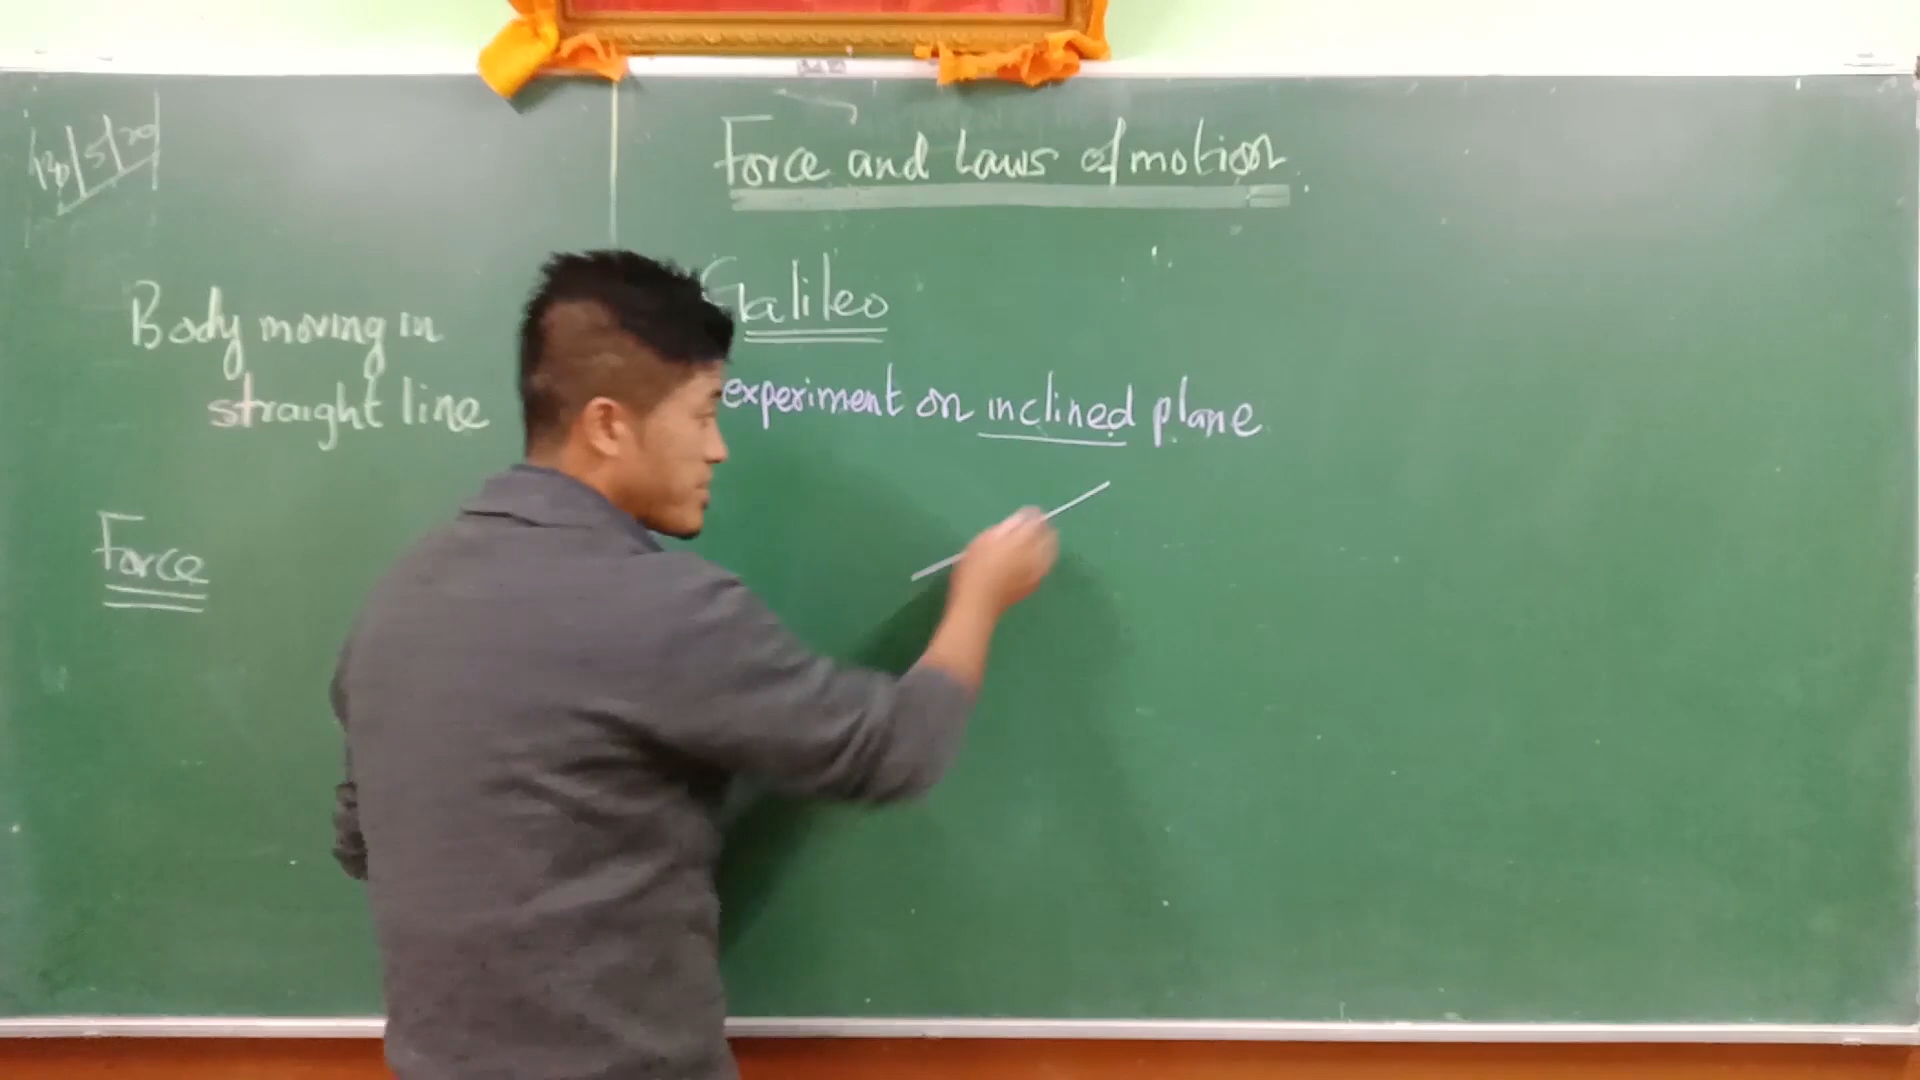 Force and Laws of motion
Body moving in
straight line
Force
Galileo
experiment on inclined plane